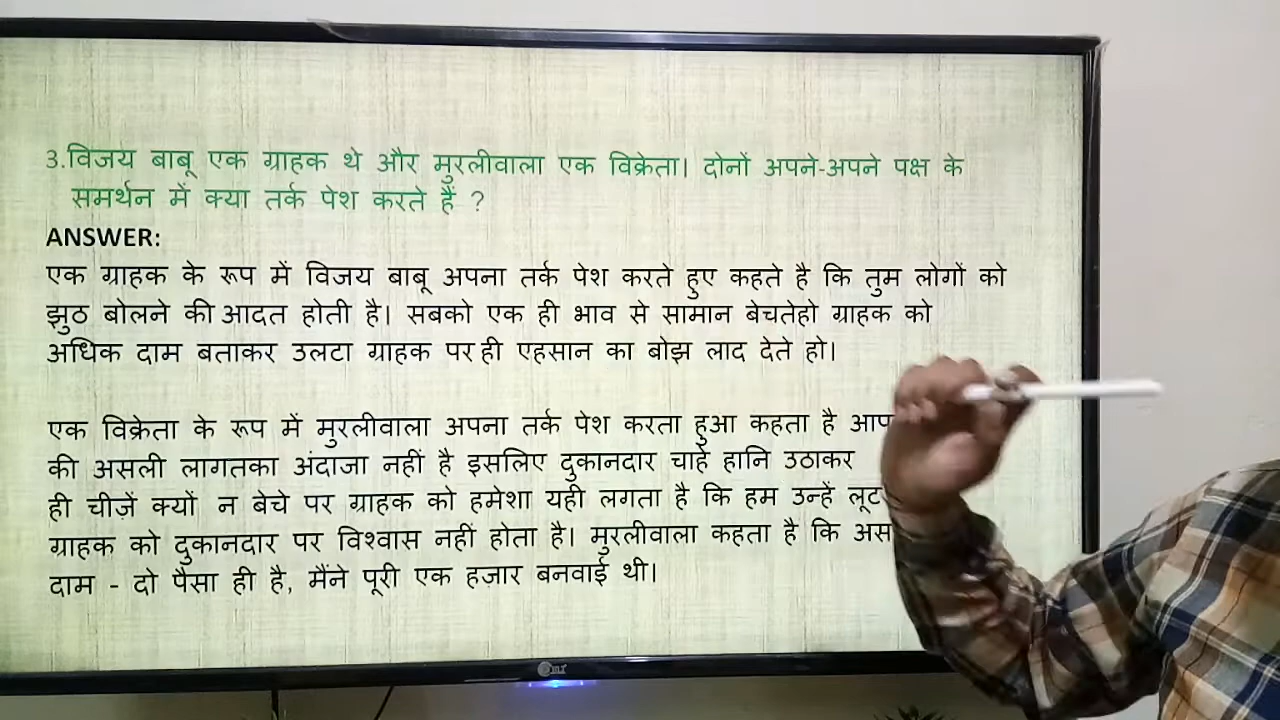 3.विजय बाबू एक ग्राहक थे और मुरलीवाला एक विक्रेता। दोनों अपने-अपने पक्ष के
समर्थन में क्या तर्क पेश करते हैं ?
ANSWER:
एक ग्राहक के रूप में विजय बाबू अपना तर्क पेश करते हुए कहते है कि तुम लोगों को
झुठ बोलने की आदत होती है। सबको एक ही भाव से सामान बेचतेहो ग्राहक को
अधिक दाम बताकर उलटा ग्राहक पर ही एहसान का बोझ लाद देते हो।
एक विक्रेता के रूप में मुरलीवाला अपना तर्क पेश करता हुआ कहता है आप
की असली लागतका अंदाजा नहीं है इसलिए दुकानदार चाहे हानि उठाकर
ही चीज़ें क्यों न बेचे पर ग्राहक को हमेशा यही लगता है कि हम उन्हें लूट
ग्राहक को दुकानदार पर विश्वास नहीं होता है। मुरलीवाला कहता है कि अस
दाम - दो पैसा ही है, मैंने पूरी एक हज़ार बनवाई थी।